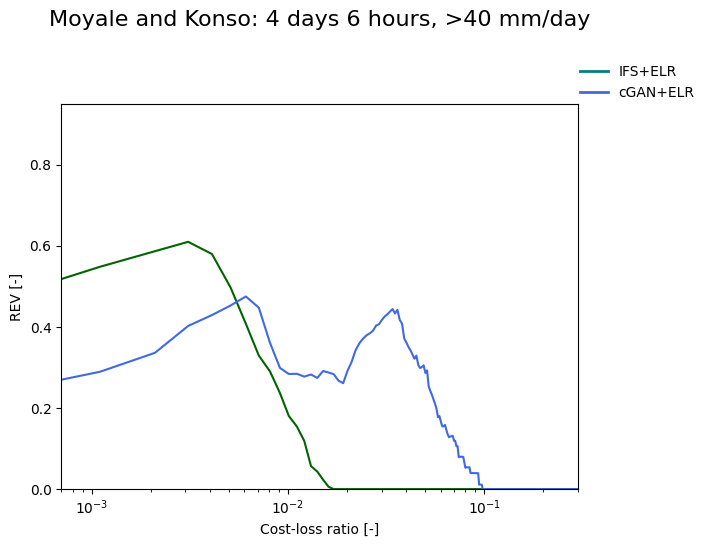 Moyale and Konso: 4 days 6 hours, >40 mm/day
IFS+ELR
cGAN+ELR
REV [-]
0.8
0.6
0.4
0.2
0.0
10⁻³
10⁻²
10⁻¹
Cost-loss ratio [-]